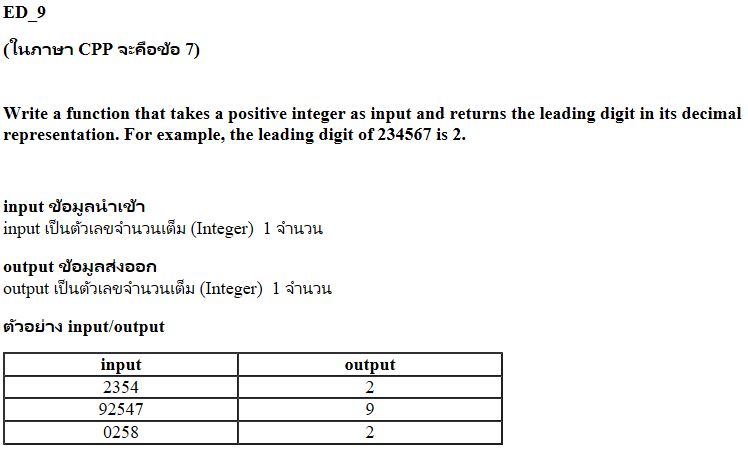 ED_9
(ในภาษา CPP จะคือข้อ 7)
Write a function that takes a positive integer as input and returns the leading digit in its decimal
representation. For example, the leading digit of 234567 is 2.
input ข้อมูลนำเข้า
input เป็นตัวเลขจำนวนเต็ม (Integer) 1 จำนวน
output ข้อมูลส่งออก
output เป็นตัวเลขจำนวนเต็ม (Integer) 1 จำนวน
ตัวอย่าง input/output
input output
2354 2
92547 9
0258 2